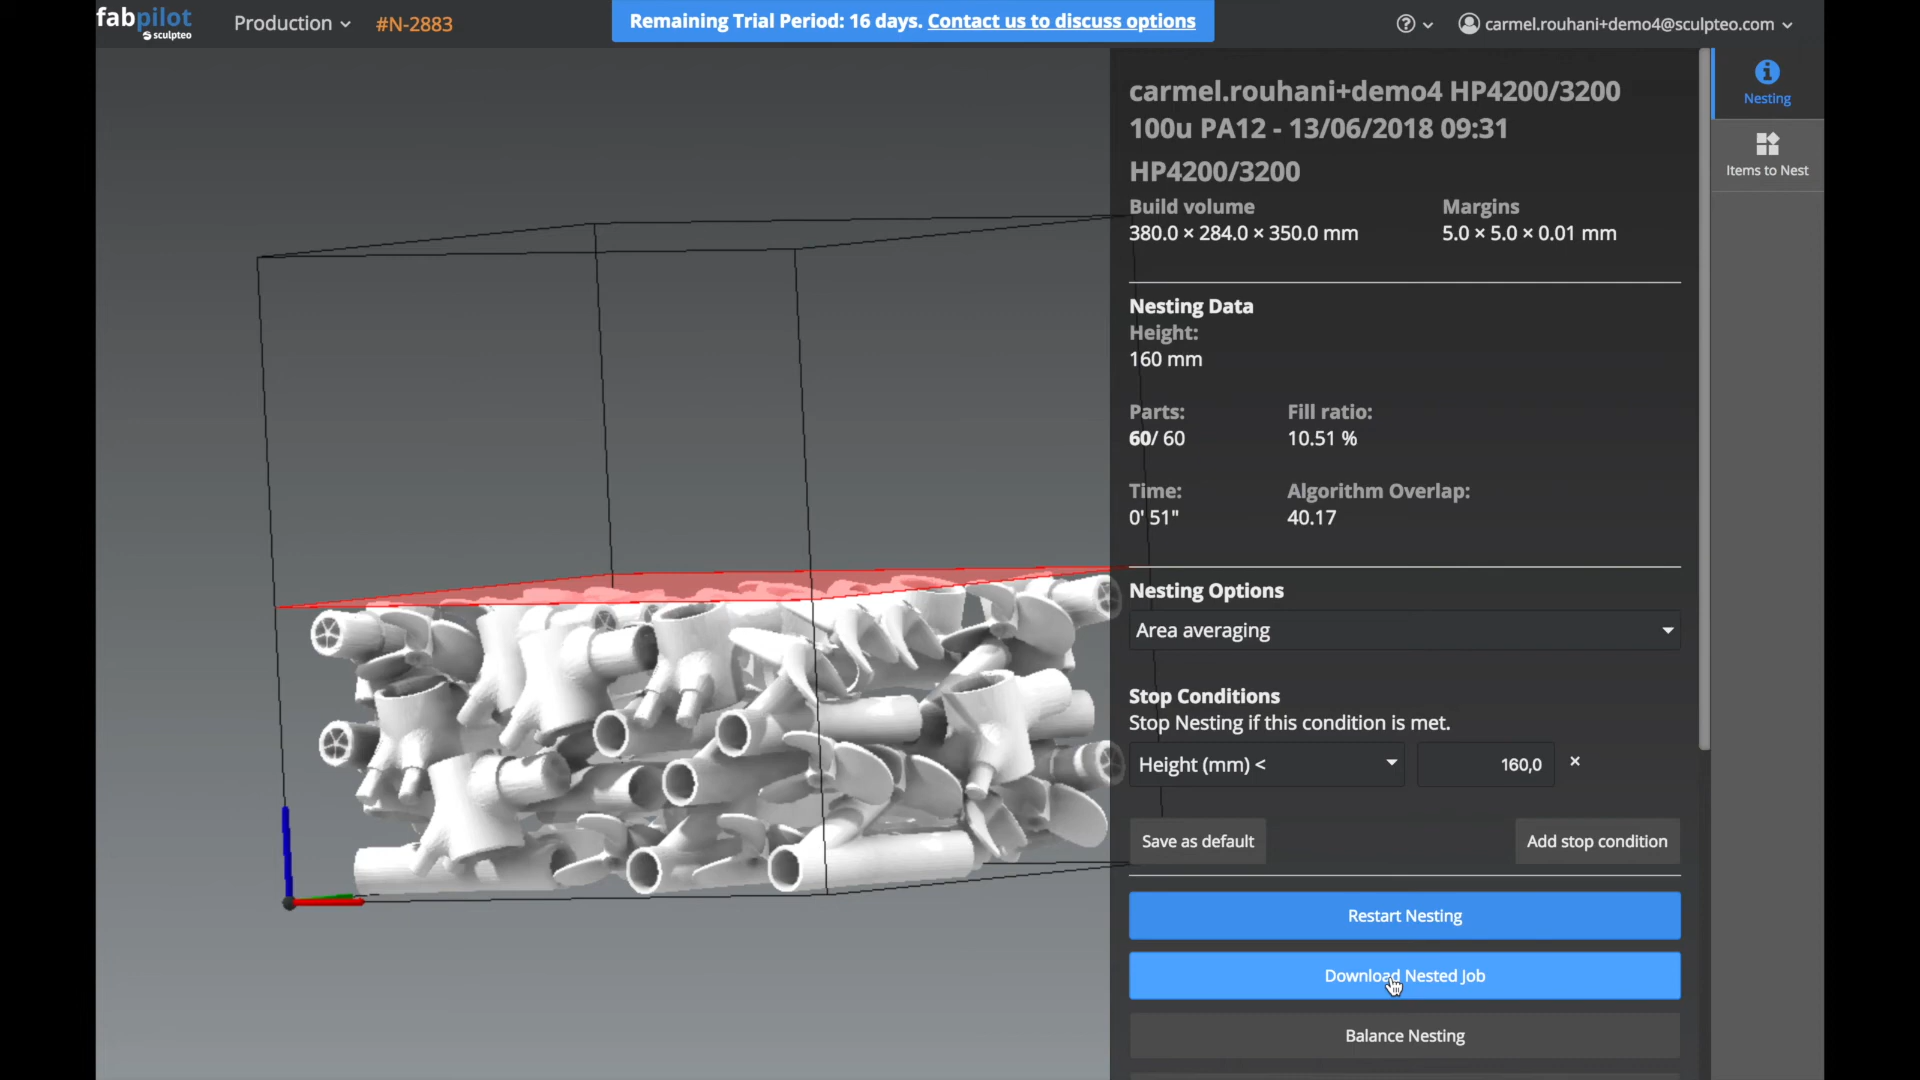 fabpilot
sculpteo
Production
#N-2883
Remaining Trial Period: 16 days. Contact us to discuss options
carmel.rouhani+demo4@sculpteo.com
carmel.rouhani+demo4 HP4200/3200
100u PA12 - 13/06/2018 09:31
HP4200/3200
Build volume
Margins
380.0 × 284.0 × 350.0 mm
5.0 × 5.0 × 0.01 mm
Nesting Data
Height:
160 mm
Parts:
Fill ratio:
60/ 60
10.51 %
Time:
Algorithm Overlap:
0' 51"
40.17
Nesting Options
Area averaging
Stop Conditions
Stop Nesting if this condition is met.
Height (mm) <
160,0
×
Save as default
Add stop condition
Restart Nesting
Download Nested Job
Balance Nesting
Nesting
Items to Nest